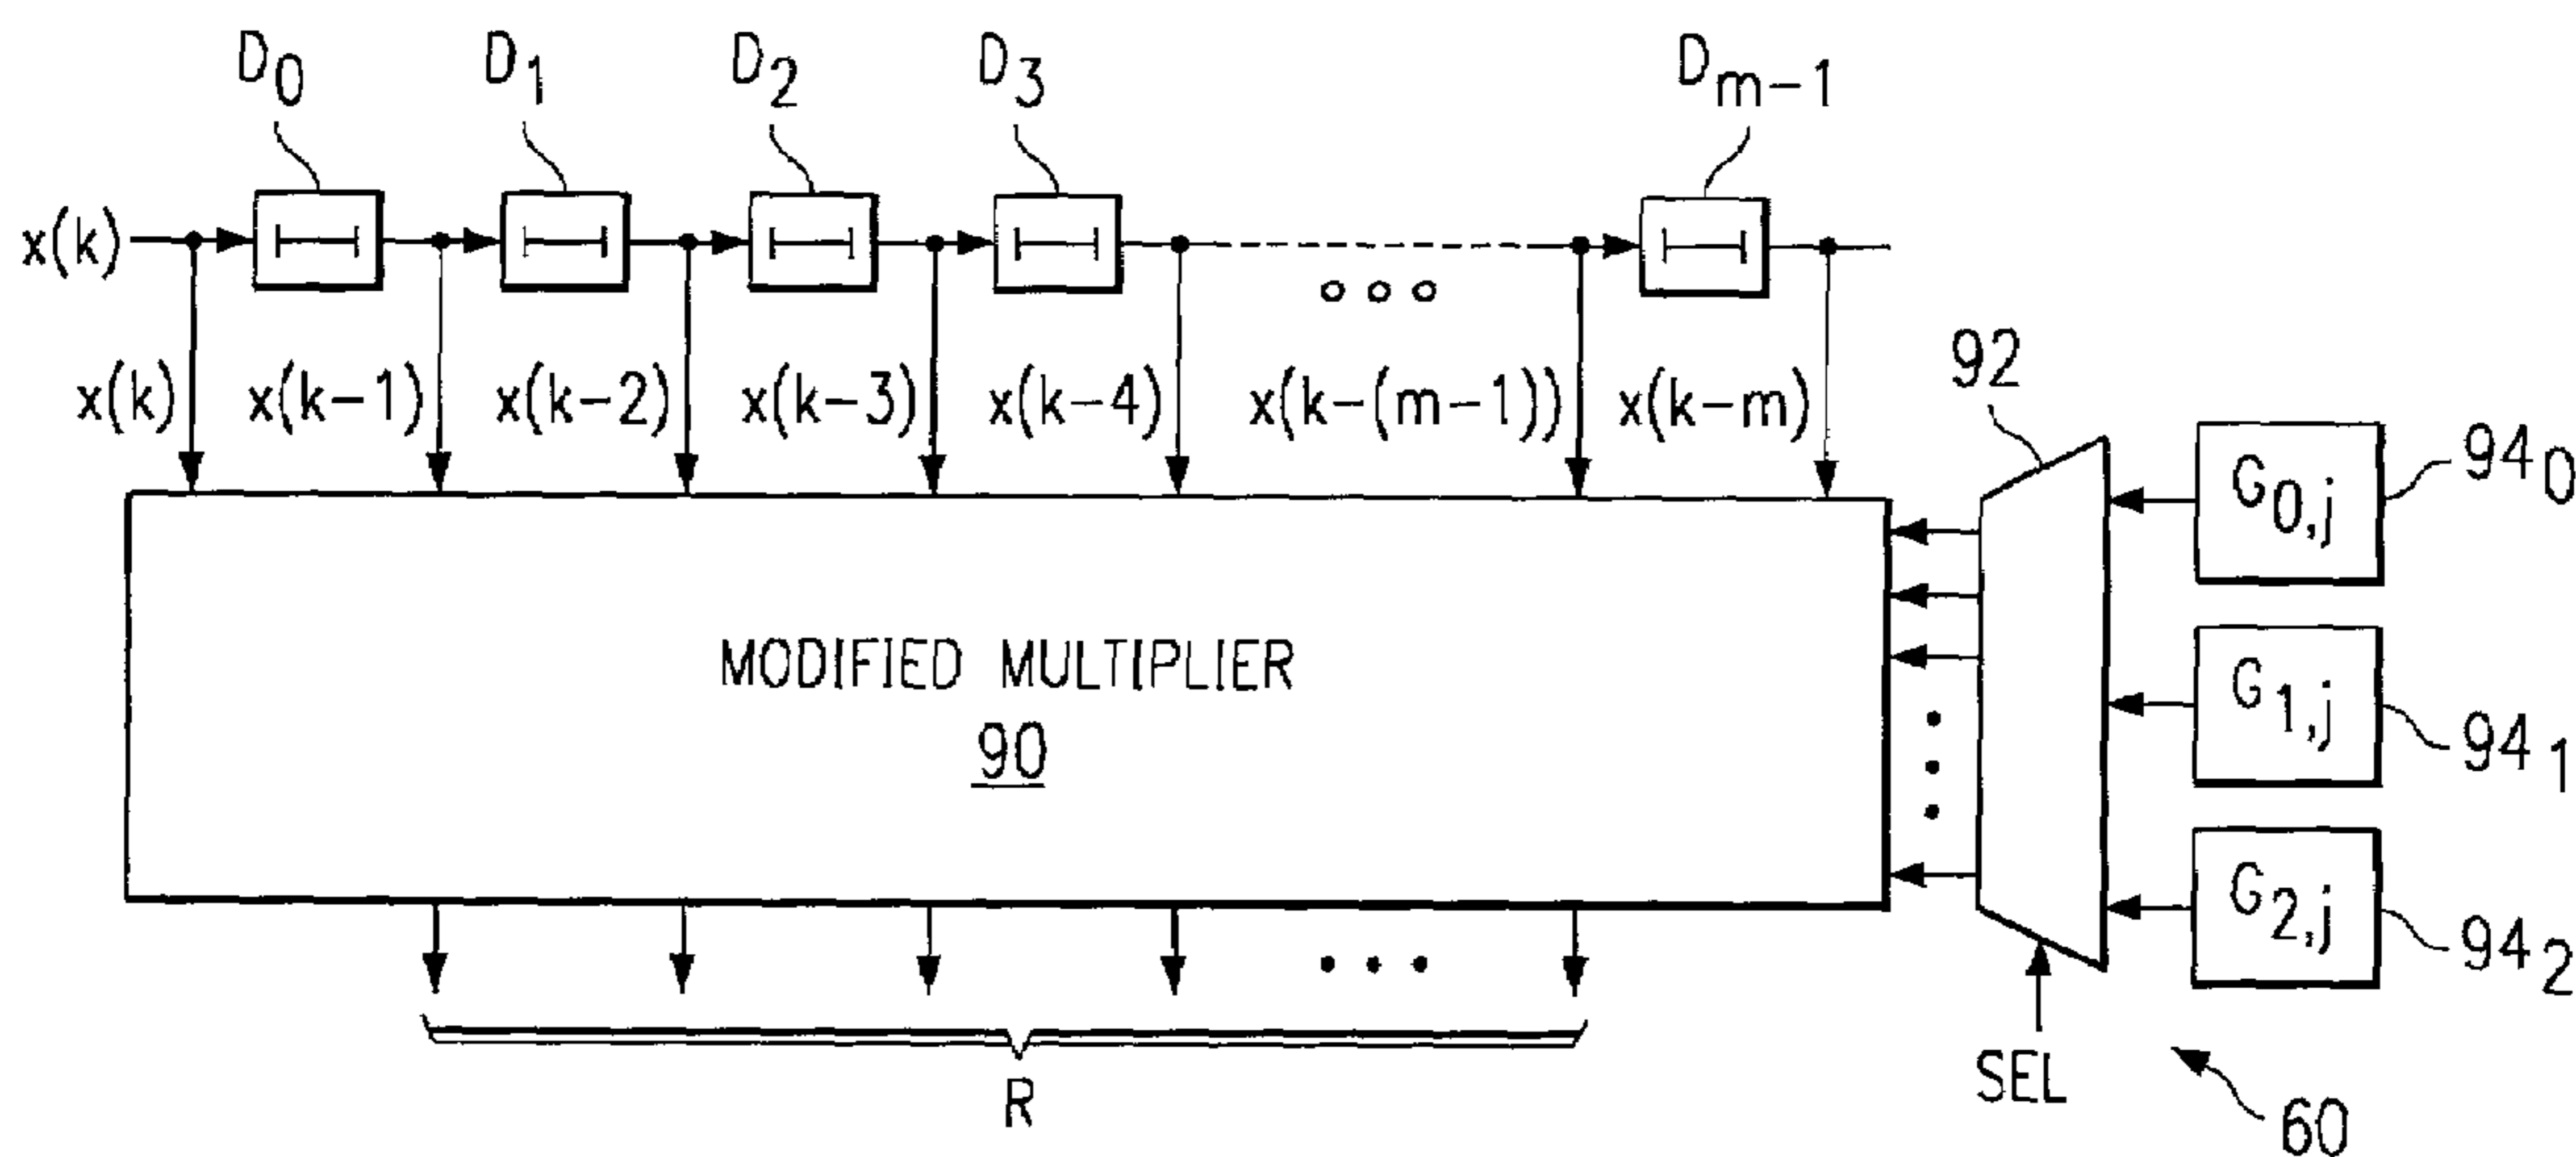 D0 D1 D2 D3 Dm-1
x(k)
x(k) x(k-1) x(k-2) x(k-3) x(k-4) x(k-(m-1)) x(k-m)
92
G0,j 940
MODIFIED MULTIPLIER
90
G1,j 941
G2,j 942
SEL
R
60